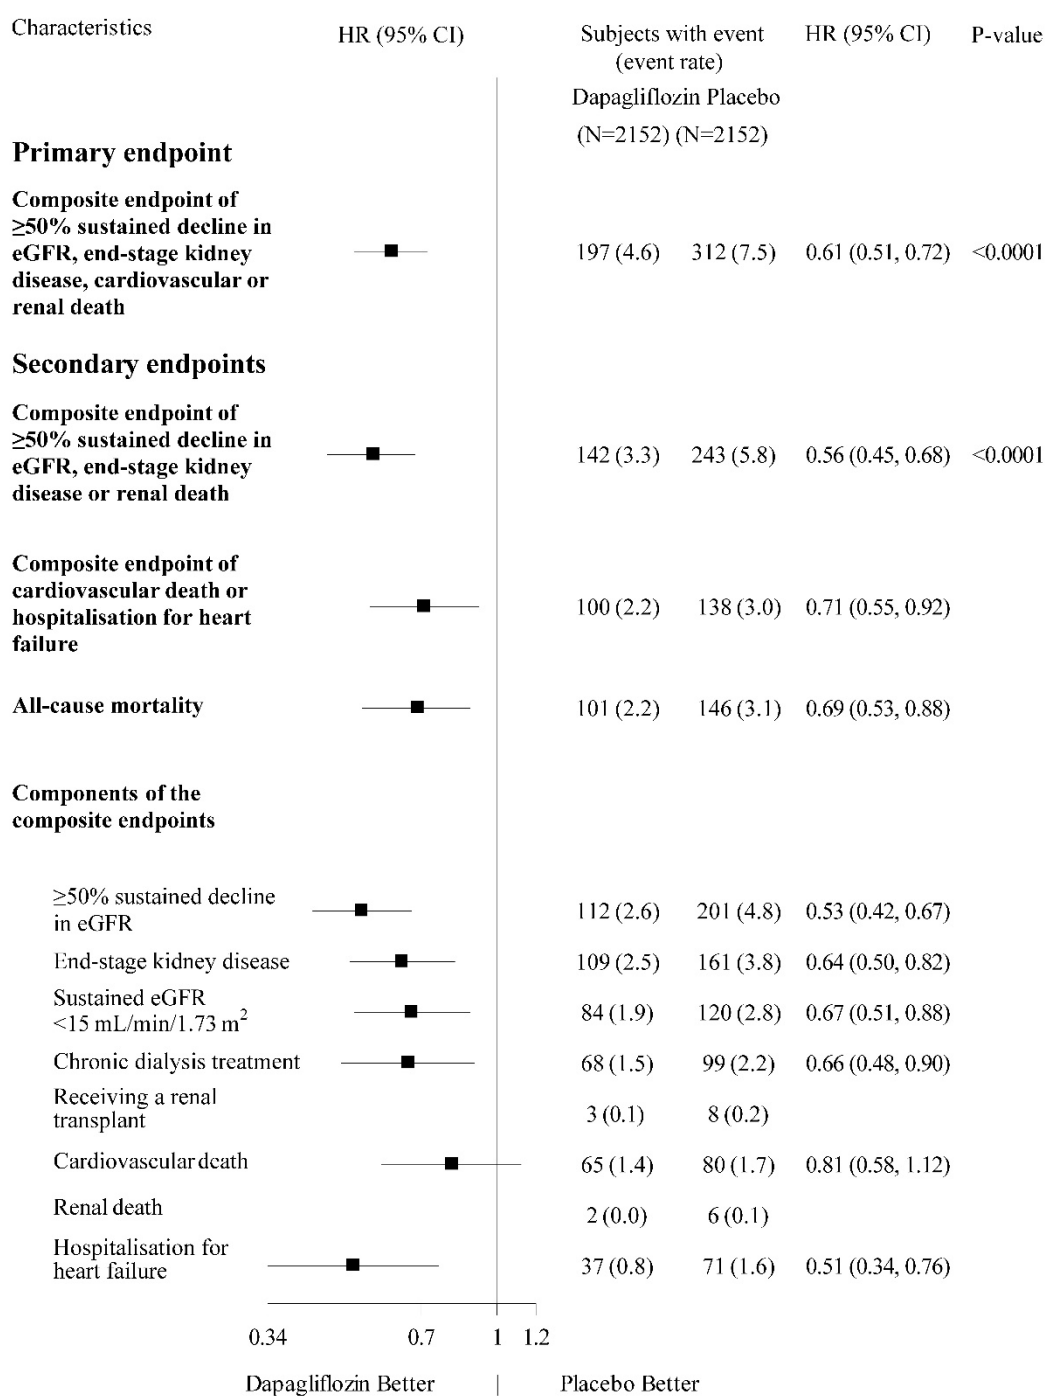 Characteristics HR (95% CI) Subjects with event HR (95% CI) P-value
(event rate)
Dapagliflozin Placebo
(N=2152) (N=2152)
Primary endpoint
Composite endpoint of
≥50% sustained decline in
eGFR, end-stage kidney 197 (4.6) 312 (7.5) 0.61 (0.51, 0.72) <0.0001
disease, cardiovascular or
renal death
Secondary endpoints
Composite endpoint of
≥50% sustained decline in
eGFR, end-stage kidney 142 (3.3) 243 (5.8) 0.56 (0.45, 0.68) <0.0001
disease or renal death
Composite endpoint of
cardiovascular death or
hospitalisation for heart 100 (2.2) 138 (3.0) 0.71 (0.55, 0.92)
failure
All-cause mortality 101 (2.2) 146 (3.1) 0.69 (0.53, 0.88)
Components of the
composite endpoints
≥50% sustained decline
in eGFR 112 (2.6) 201 (4.8) 0.53 (0.42, 0.67)
End-stage kidney disease 109 (2.5) 161 (3.8) 0.64 (0.50, 0.82)
Sustained eGFR
<15 mL/min/1.73 m² 84 (1.9) 120 (2.8) 0.67 (0.51, 0.88)
Chronic dialysis treatment 68 (1.5) 99 (2.2) 0.66 (0.48, 0.90)
Receiving a renal
transplant 3 (0.1) 8 (0.2)
Cardiovascular death 65 (1.4) 80 (1.7) 0.81 (0.58, 1.12)
Renal death 2 (0.0) 6 (0.1)
Hospitalisation for
heart failure 37 (0.8) 71 (1.6) 0.51 (0.34, 0.76)
0.34 0.7 1 1.2
Dapagliflozin Better | Placebo Better